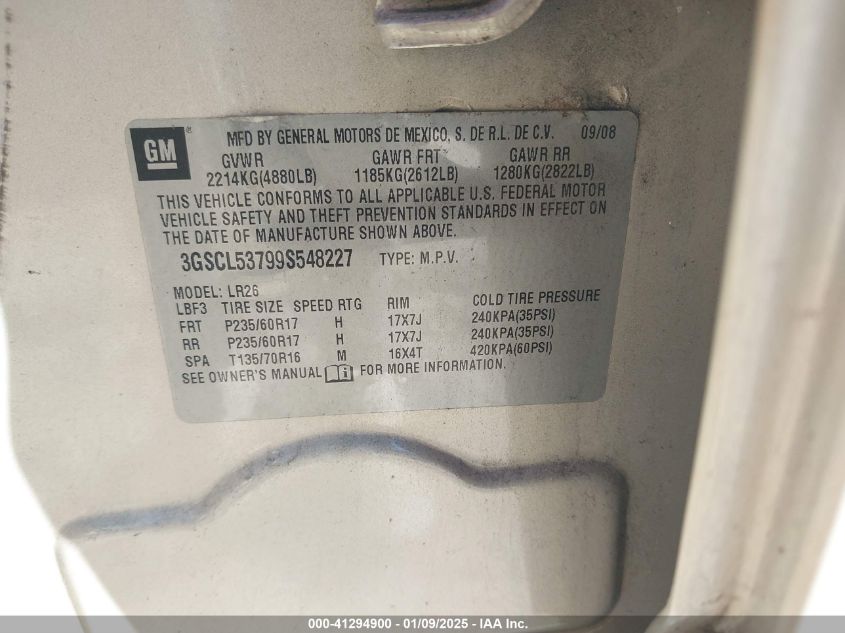 GM ® MFD BY GENERAL MOTORS DE MEXICO, S. DE R.L. DE C.V. 09/08
GVWR GAWR FRT GAWR RR
2214KG(4880LB) 1185KG(2612LB) 1280KG(2822LB)
THIS VEHICLE CONFORMS TO ALL APPLICABLE U.S. FEDERAL MOTOR
VEHICLE SAFETY AND THEFT PREVENTION STANDARDS IN EFFECT ON
THE DATE OF MANUFACTURE SHOWN ABOVE.
3GSCL53799S548227 TYPE: M.P.V.
MODEL: LR26
LBF3 TIRE SIZE SPEED RTG RIM COLD TIRE PRESSURE
FRT P235/60R17 H 17X7J 240KPA(35PSI)
RR P235/60R17 H 17X7J 240KPA(35PSI)
SPA T135/70R16 M 16X4T 420KPA(60PSI)
SEE OWNER'S MANUAL FOR MORE INFORMATION.
000-41294900 - 01/09/2025 - IAA Inc.